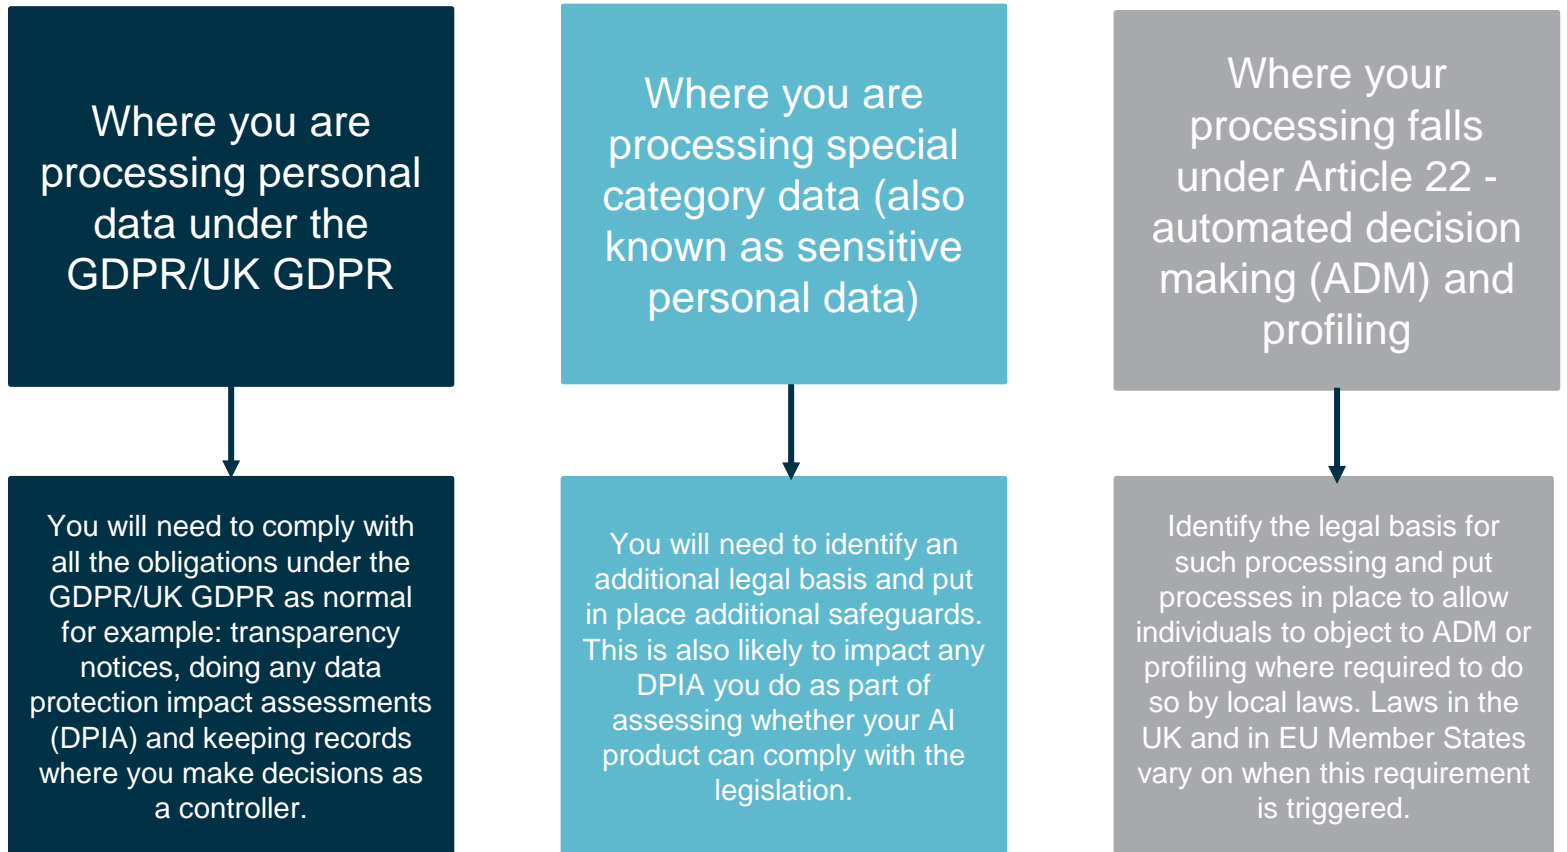 Where you are
processing personal
data under the
GDPR/UK GDPR
You will need to comply with
all the obligations under the
GDPR/UK GDPR as normal
for example: transparency
notices, doing any data
protection impact assessments
(DPIA) and keeping records
where you make decisions as
a controller.
Where you are
processing special
category data (also
known as sensitive
personal data)
You will need to identify an
additional legal basis and put
in place additional safeguards.
This is also likely to impact any
DPIA you do as part of
assessing whether your AI
product can comply with the
legislation.
Where your
processing falls
under Article 22 -
automated decision
making (ADM) and
profiling
Identify the legal basis for
such processing and put
processes in place to allow
individuals to object to ADM or
profiling where required to do
so by local laws. Laws in the
UK and in EU Member States
vary on when this requirement
is triggered.